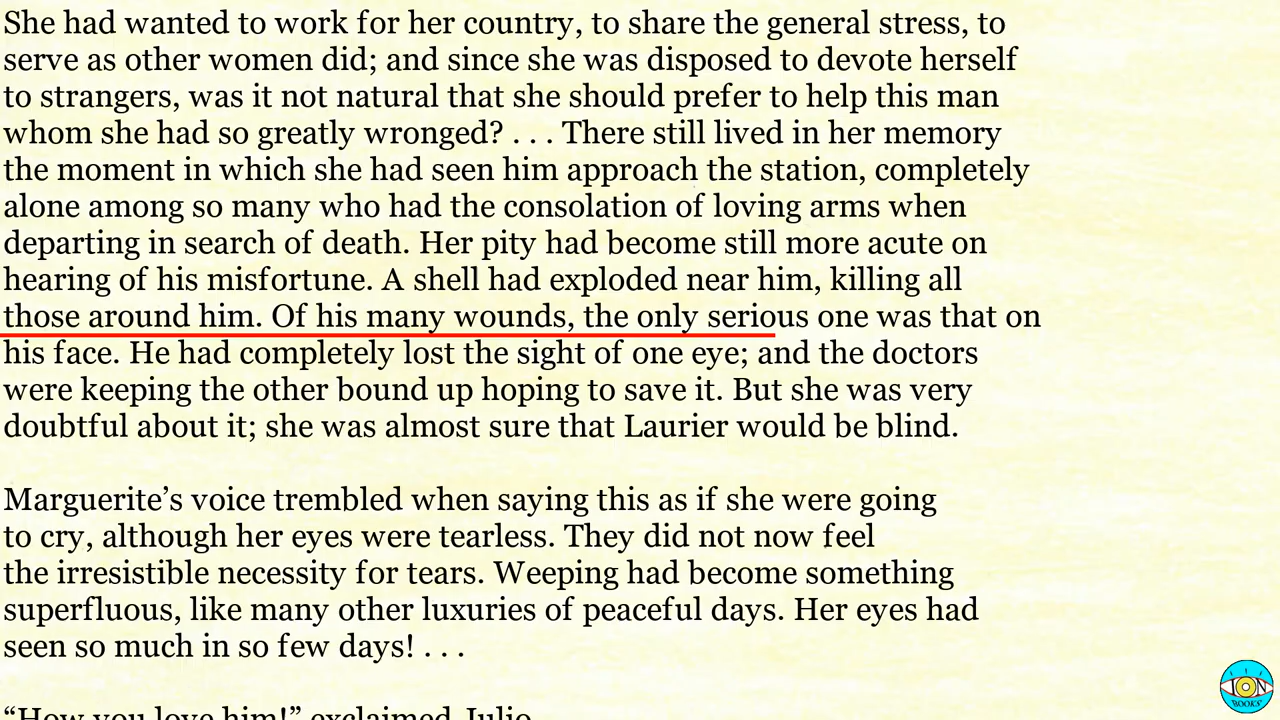 She had wanted to work for her country, to share the general stress, to
serve as other women did; and since she was disposed to devote herself
to strangers, was it not natural that she should prefer to help this man
whom she had so greatly wronged? . . . There still lived in her memory
the moment in which she had seen him approach the station, completely
alone among so many who had the consolation of loving arms when
departing in search of death. Her pity had become still more acute on
hearing of his misfortune. A shell had exploded near him, killing all
those around him. Of his many wounds, the only serious one was that on
his face. He had completely lost the sight of one eye; and the doctors
were keeping the other bound up hoping to save it. But she was very
doubtful about it; she was almost sure that Laurier would be blind.
Marguerite’s voice trembled when saying this as if she were going
to cry, although her eyes were tearless. They did not now feel
the irresistible necessity for tears. Weeping had become something
superfluous, like many other luxuries of peaceful days. Her eyes had
seen so much in so few days! . . .
“How you love him!” exclaimed Julio
ION
BOOKS